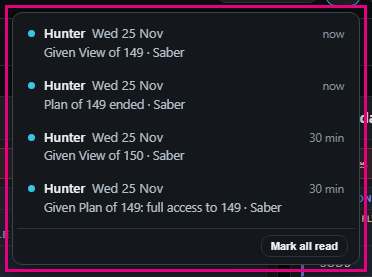 Hunter Wed 25 Nov now
Given View of 149 · Saber
Hunter Wed 25 Nov now
Plan of 149 ended · Saber
Hunter Wed 25 Nov 30 min
Given View of 150 · Saber
Hunter Wed 25 Nov 30 min
Given Plan of 149: full access to 149 · Saber
Mark all read